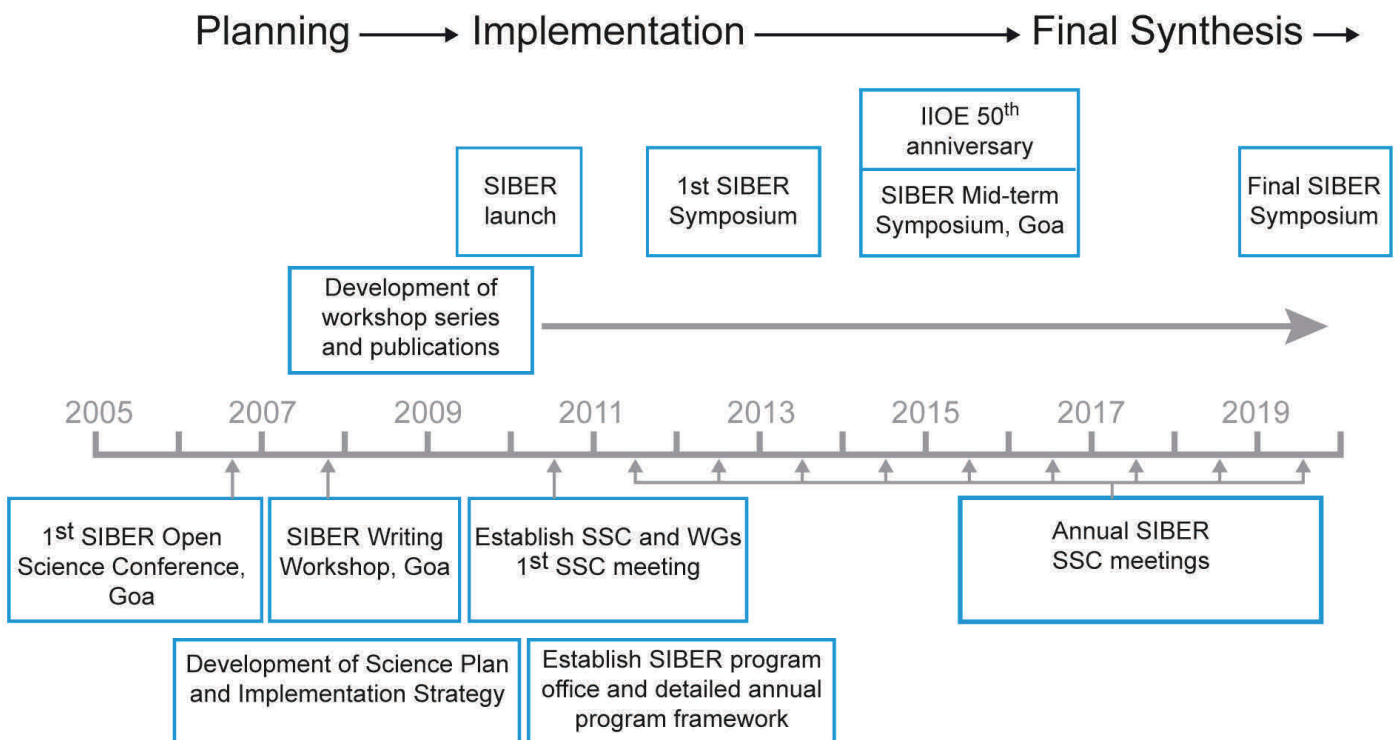 Planning Implementation Final Synthesis
IIOE 50th
anniversary
SIBER
launch
1st SIBER
Symposium
SIBER Mid-term
Symposium, Goa
Final SIBER
Symposium
Development of
workshop series
and publications
2005 2007 2009 2011 2013 2015 2017 2019
1st SIBER Open
Science Conference,
Goa
SIBER Writing
Workshop, Goa
Establish SSC and WGs
1st SSC meeting
Annual SIBER
SSC meetings
Development of Science Plan
and Implementation Strategy
Establish SIBER program
office and detailed annual
program framework